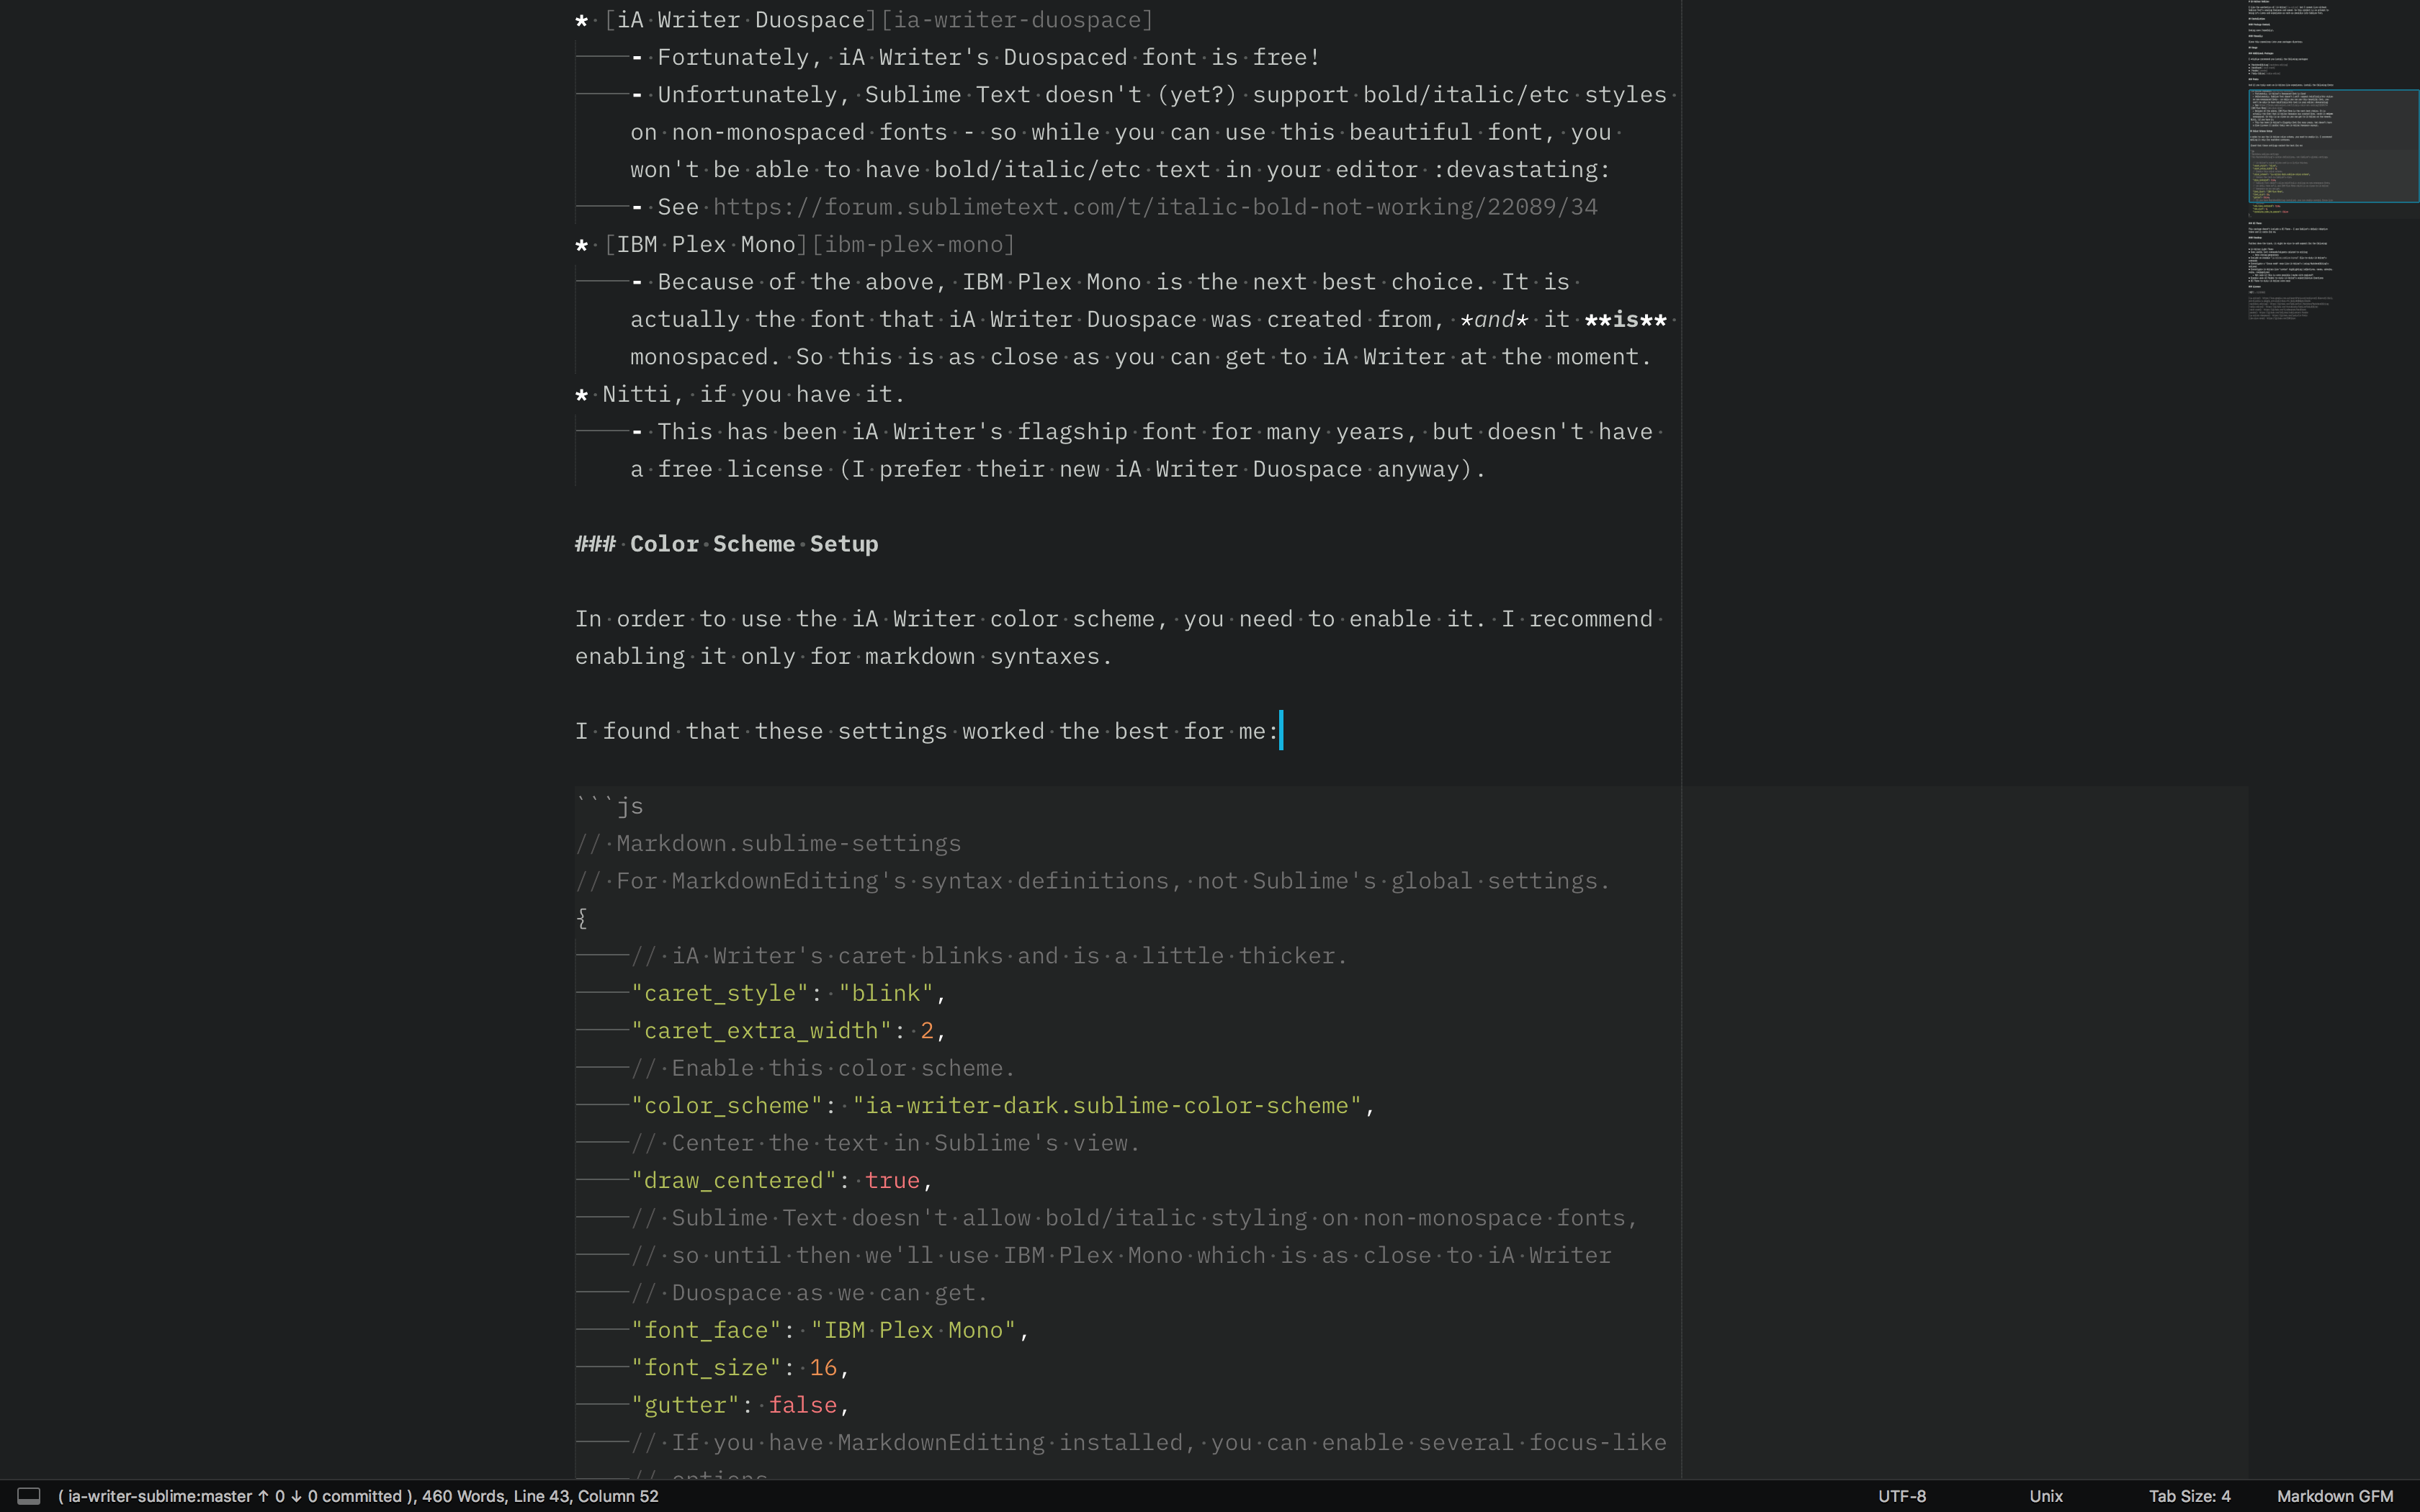 * [iA Writer Duospace][ia-writer-duospace]
- Fortunately, iA Writer's Duospaced font is free!
- Unfortunately, Sublime Text doesn't (yet?) support bold/italic/etc styles
on non-monospaced fonts - so while you can use this beautiful font, you
won't be able to have bold/italic/etc text in your editor :devastating:
- See https://forum.sublimetext.com/t/italic-bold-not-working/22089/34
* [IBM Plex Mono][ibm-plex-mono]
- Because of the above, IBM Plex Mono is the next best choice. It is
actually the font that iA Writer Duospace was created from, *and* it **is**
monospaced. So this is as close as you can get to iA Writer at the moment.
* Nitti, if you have it.
- This has been iA Writer's flagship font for many years, but doesn't have
a free license (I prefer their new iA Writer Duospace anyway).
### Color Scheme Setup
In order to use the iA Writer color scheme, you need to enable it. I recommend
enabling it only for markdown syntaxes.
I found that these settings worked the best for me:
```js
// Markdown.sublime-settings
// For MarkdownEditing's syntax definitions, not Sublime's global settings.
{
// iA Writer's caret blinks and is a little thicker.
"caret_style": "blink",
"caret_extra_width": 2,
// Enable this color scheme.
"color_scheme": "ia-writer-dark.sublime-color-scheme",
// Center the text in Sublime's view.
"draw_centered": true,
// Sublime Text doesn't allow bold/italic styling on non-monospace fonts,
// so until then we'll use IBM Plex Mono which is as close to iA Writer
// Duospace as we can get.
"font_face": "IBM Plex Mono",
"font_size": 16,
"gutter": false,
// If you have MarkdownEditing installed, you can enable several focus-like
// options
( ia-writer-sublime:master ↑ 0 ↓ 0 committed ), 460 Words, Line 43, Column 52
UTF-8
Unix
Tab Size: 4
Markdown GFM